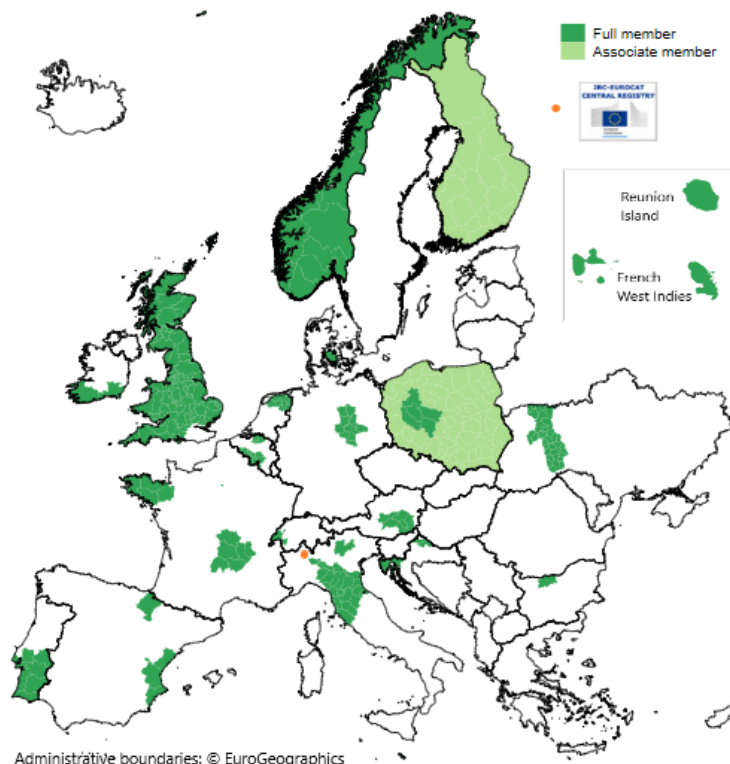 Full member
Associate member
JRC-EUROCAT
CENTRAL REGISTRY
Reunion
Island
French
West Indies
Administrative boundaries: © EuroGeographics